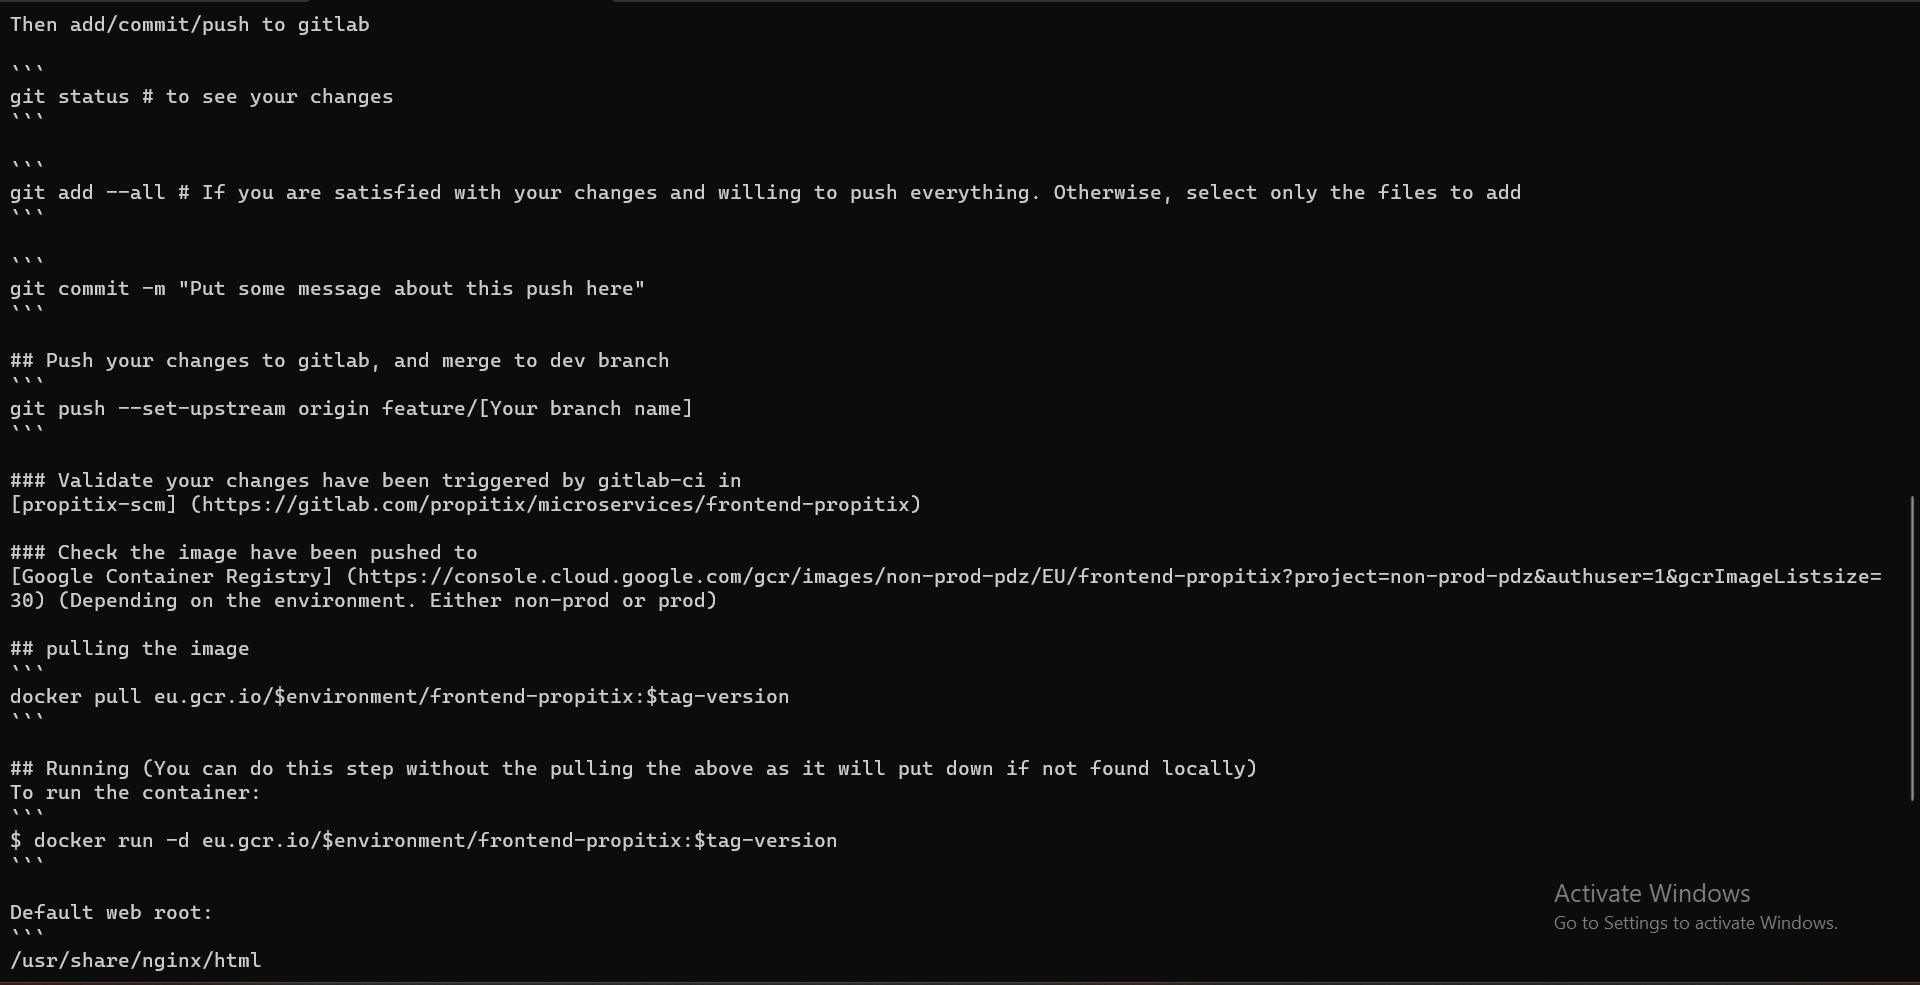 Then add/commit/push to gitlab
```
git status # to see your changes
```
```
git add --all # If you are satisfied with your changes and willing to push everything. Otherwise, select only the files to add
```
```
git commit -m "Put some message about this push here"
```
## Push your changes to gitlab, and merge to dev branch
```
git push --set-upstream origin feature/[Your branch name]
```
### Validate your changes have been triggered by gitlab-ci in
[propitix-scm] (https://gitlab.com/propitix/microservices/frontend-propitix)
### Check the image have been pushed to
[Google Container Registry] (https://console.cloud.google.com/gcr/images/non-prod-pdz/EU/frontend-propitix?project=non-prod-pdz&authuser=1&gcrImageListsize=
30) (Depending on the environment. Either non-prod or prod)
## pulling the image
```
docker pull eu.gcr.io/$environment/frontend-propitix:$tag-version
```
## Running (You can do this step without the pulling the above as it will put down if not found locally)
To run the container:
```
$ docker run -d eu.gcr.io/$environment/frontend-propitix:$tag-version
```
Default web root:
```
/usr/share/nginx/html
Activate Windows
Go to Settings to activate Windows.